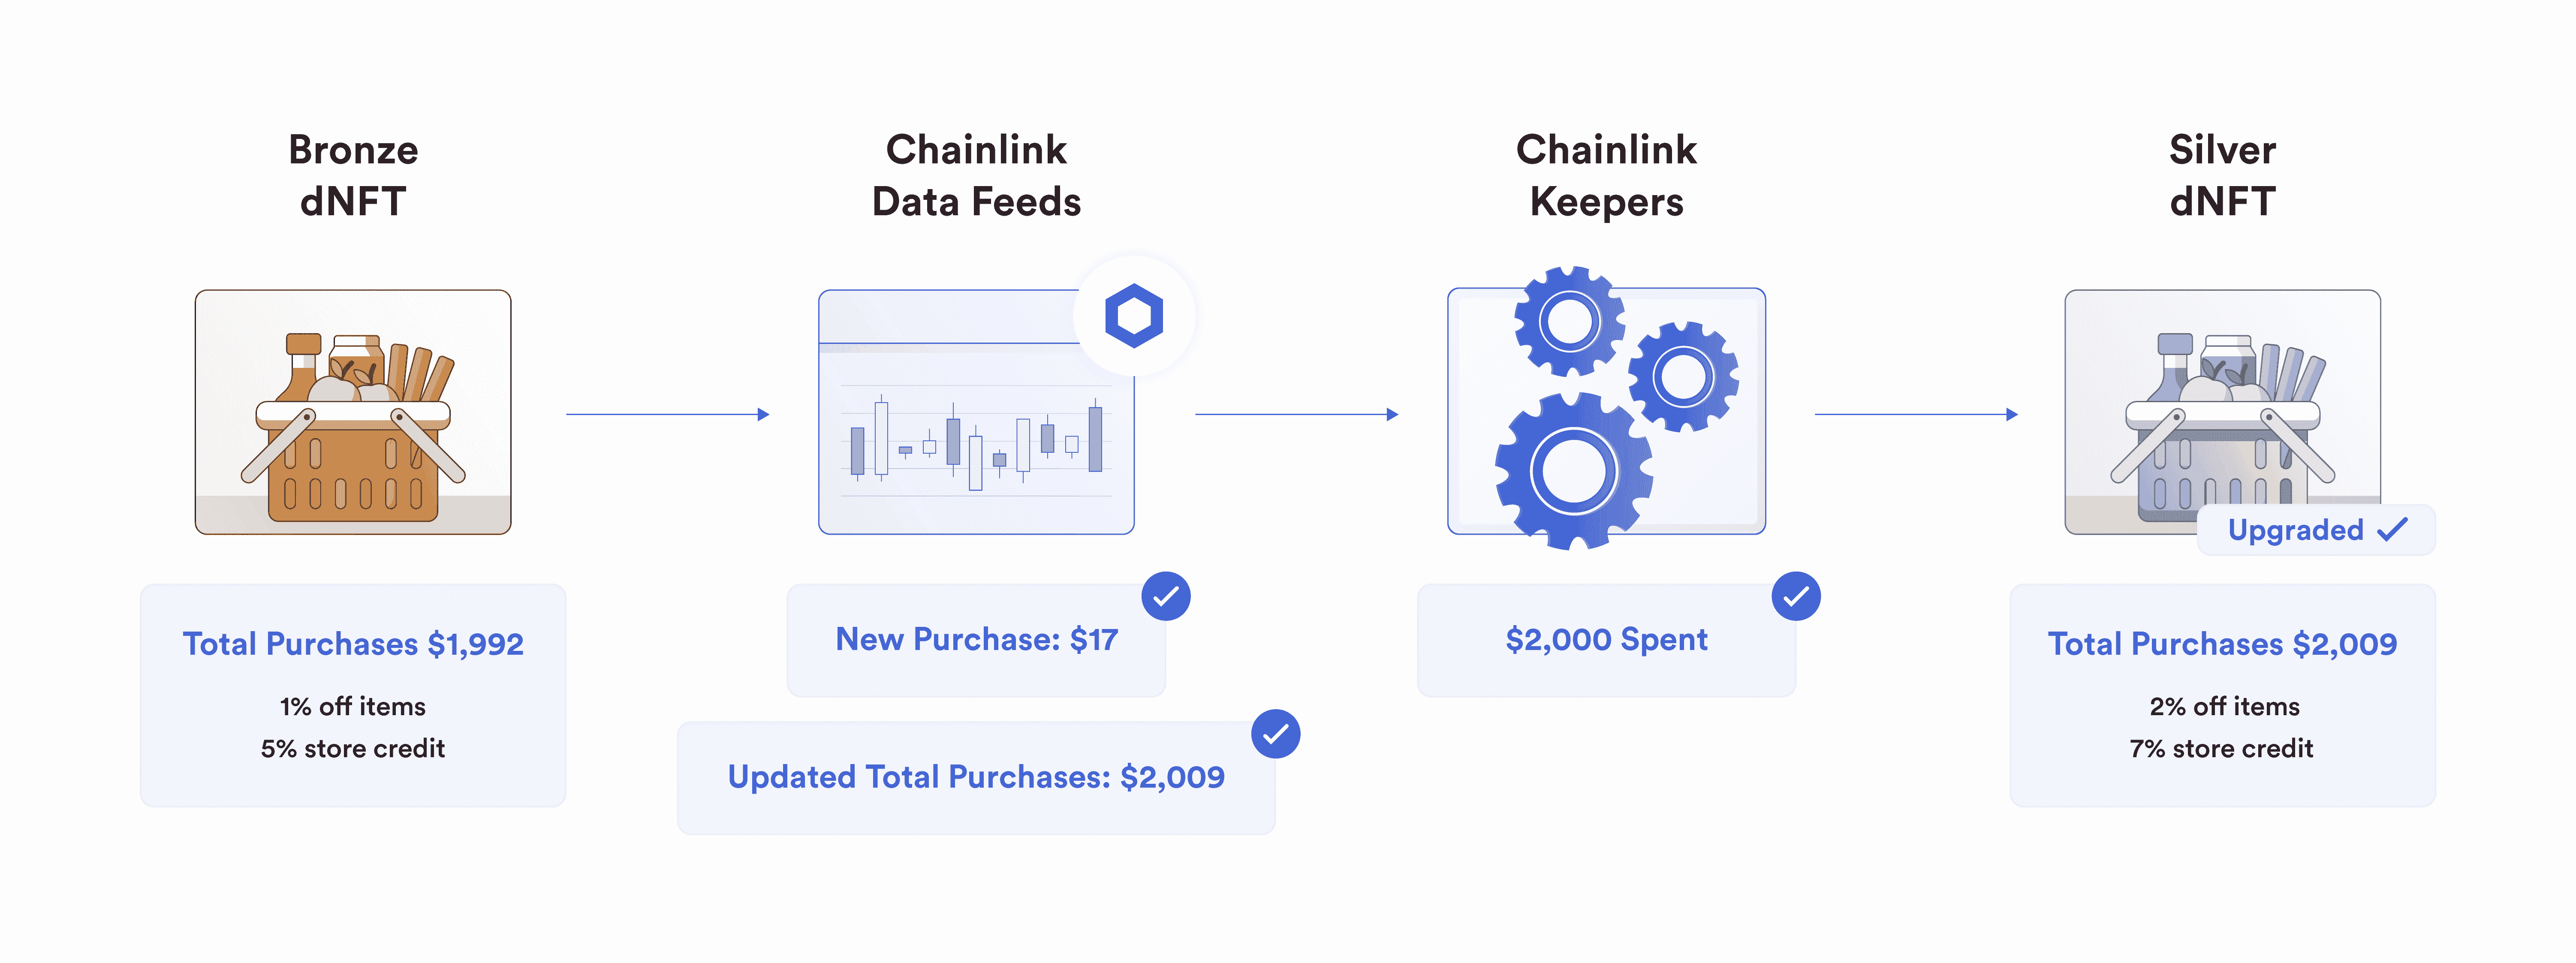 Bronze
dNFT
Chainlink
Data Feeds
Chainlink
Keepers
Silver
dNFT
Upgraded
Total Purchases $1,992
1% off items
5% store credit
New Purchase: $17
Updated Total Purchases: $2,009
$2,000 Spent
Total Purchases $2,009
2% off items
7% store credit